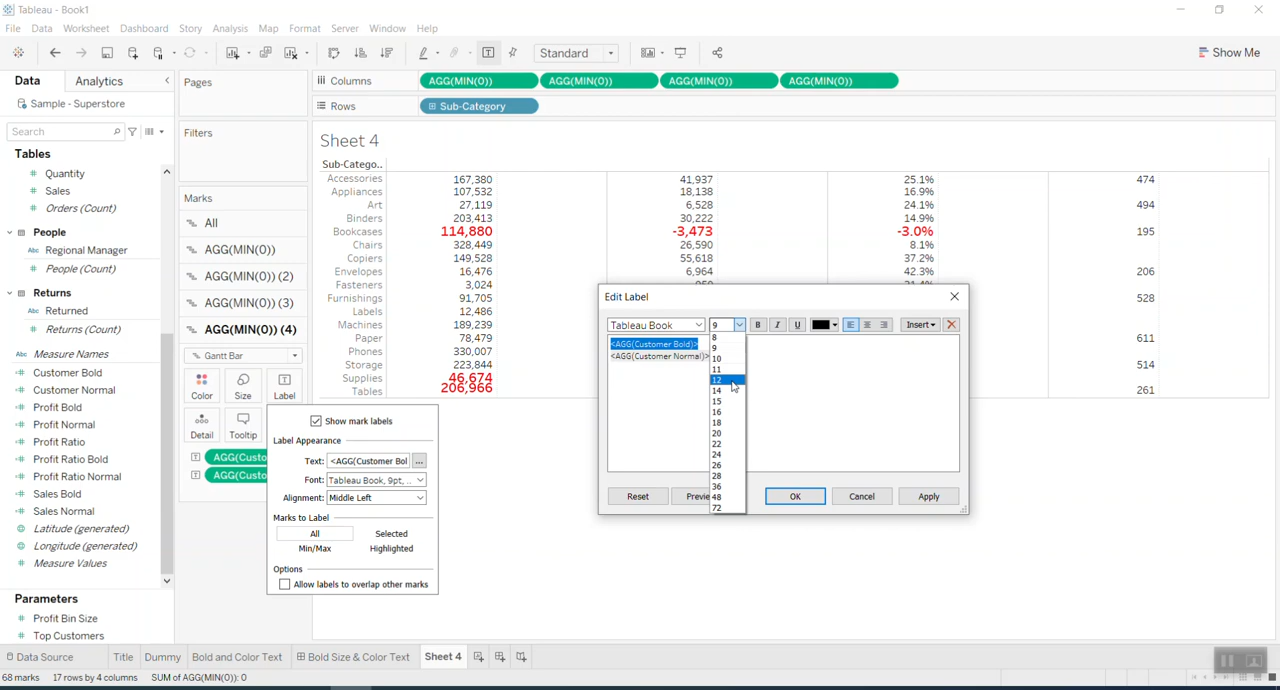 Tableau - Book1
File Data Worksheet Dashboard Story Analysis Map Format Server Window Help
Standard
Show Me
Data Analytics
Pages
Columns
AGG(MIN(0)) AGG(MIN(0)) AGG(MIN(0)) AGG(MIN(0))
Sample - Superstore
Rows
Sub-Category
Search
Filters
Tables
Sheet 4
Quantity
Sales
Orders (Count)
People
Regional Manager
People (Count)
Returns
Returned
Returns (Count)
Measure Names
Customer Bold
Customer Normal
Profit Bold
Profit Normal
Profit Ratio
Profit Ratio Bold
Profit Ratio Normal
Sales Bold
Sales Normal
Latitude (generated)
Longitude (generated)
Measure Values
Parameters
Profit Bin Size
Top Customers
Marks
All
AGG(MIN(0))
AGG(MIN(0)) (2)
AGG(MIN(0)) (3)
AGG(MIN(0)) (4)
Gantt Bar
Color Size Label
Detail Tooltip
AGG(Custo
AGG(Custo
Sub-Catego..
Accessories 167,380 41,937 25.1% 474
Appliances 107,532 18,138 16.9%
Art 27,119 6,528 24.1% 494
Binders 203,413 30,222 14.9%
Bookcases 114,880 -3,473 -3.0% 195
Chairs 328,449 26,590 8.1%
Copiers 149,528 55,618 37.2%
Envelopes 16,476 6,964 42.3% 206
Fasteners 3,024
Furnishings 91,705 528
Labels 12,486
Machines 189,239
Paper 78,479 611
Phones 330,007
Storage 223,844 514
Supplies 46,674
Tables 206,966 261
Show mark labels
Label Appearance
Text: <AGG(Customer Bol ...
Font: Tableau Book, 9pt, ..
Alignment: Middle Left
Marks to Label
All Selected
Min/Max Highlighted
Options
Allow labels to overlap other marks
Edit Label
Tableau Book 9 B I U Insert
<AGG(Customer Bold)>
<AGG(Customer Normal)>
8
9
10
11
12
14
15
16
18
20
22
24
26
28
36
48
72
Reset Previe OK Cancel Apply
Data Source Title Dummy Bold and Color Text Bold Size & Color Text Sheet 4
68 marks 17 rows by 4 columns SUM of AGG(MIN(0)): 0